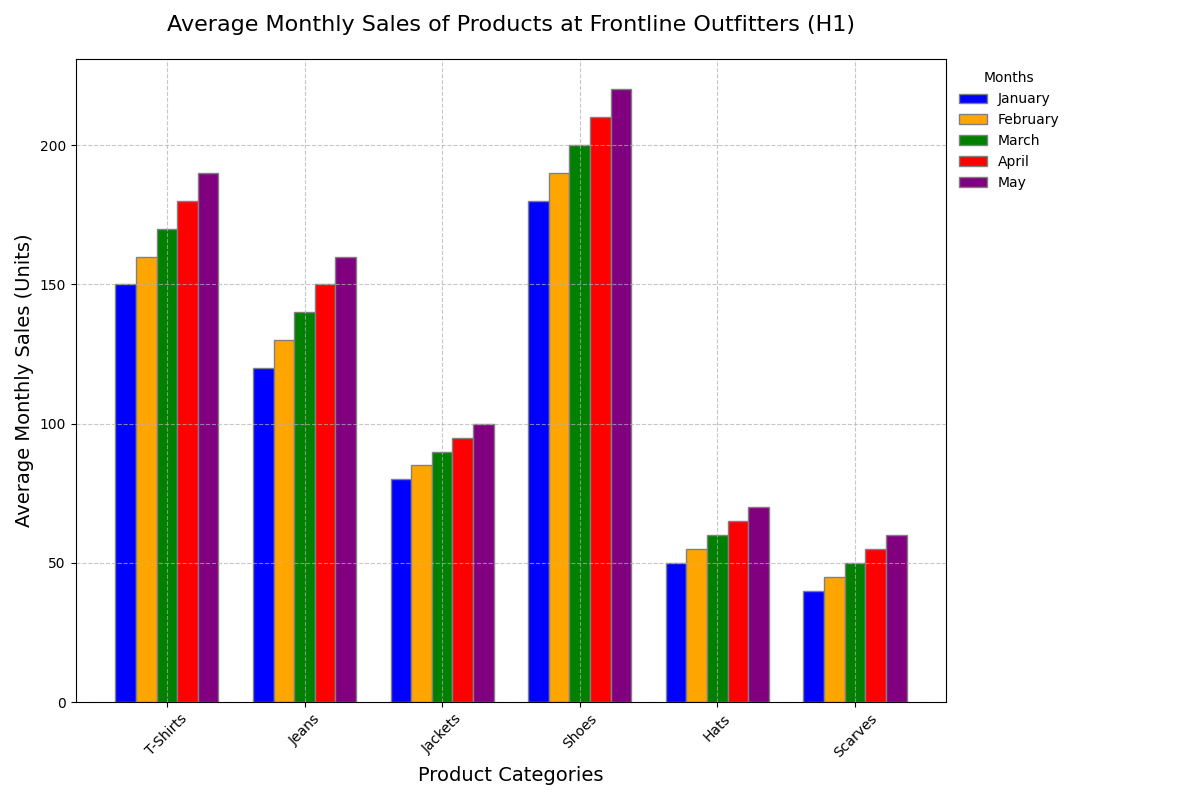 Average Monthly Sales of Products at Frontline Outfitters (H1)
Months
January
February
March
April
May
Average Monthly Sales (Units)
200
150
100
50
0
T-Shirts
Jeans
Jackets
Shoes
Hats
Scarves
Product Categories